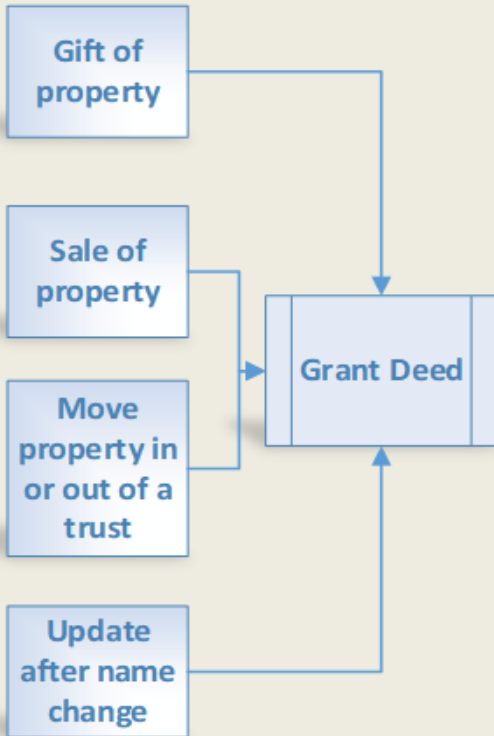 Gift of
property
Sale of
property
Move
property in
or out of a
trust
Update
after name
change
Grant Deed